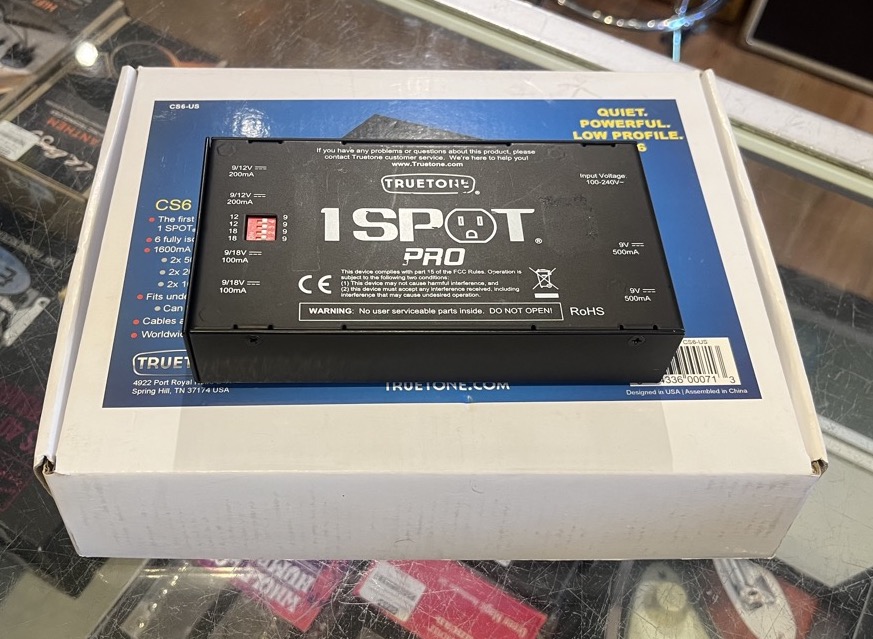 CS6-US
QUIET.
POWERFUL.
LOW PROFILE.
If you have any problems or questions about this product, please
contact Truetone customer service. We're here to help you!
www.Truetone.com
TRUETONE
1 SPOT
PRO
9/12V
200mA
9/12V
200mA
12 9
12 9
18 9
18 9
9/18V
100mA
9/18V
100mA
Input Voltage:
100-240V~
9V
500mA
9V
500mA
CE
This device complies with part 15 of the FCC Rules. Operation is
subject to the following two conditions:
(1) This device may not cause harmful interference, and
(2) this device must accept any interference received, including
interference that may cause undesired operation.
WARNING: No user serviceable parts inside. DO NOT OPEN!
RoHS
CS6
The first
1 SPOT
6 fully
1600mA
2x
2x
2x
Fits
Can
Cables
4922 Port Royal
Spring Hill, TN 37174 USA
TRUETONE.COM
CS6-US
336 00071 3
Designed in USA | Assembled in China
ANTHEM